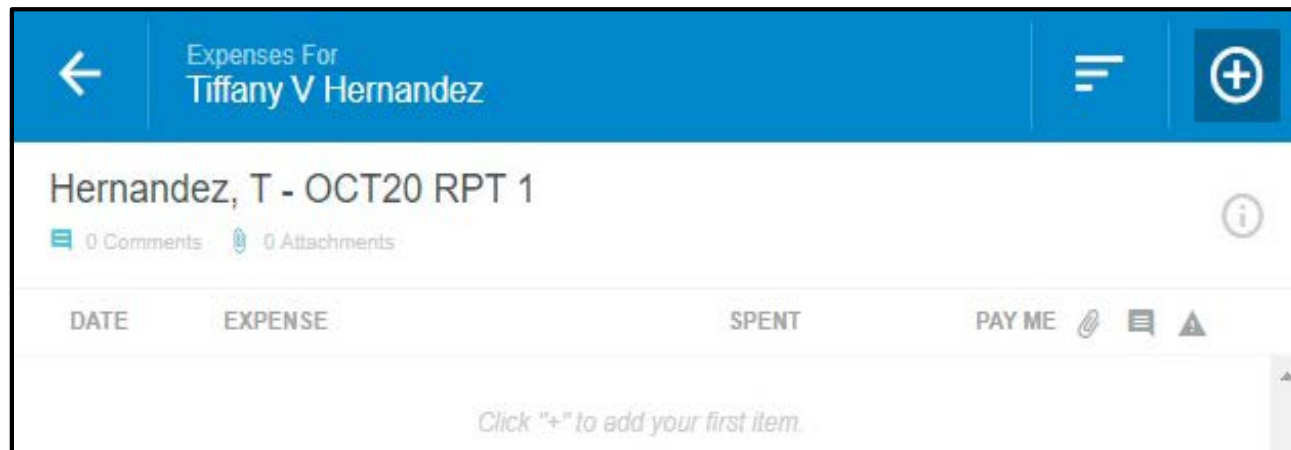 Expenses For
Tiffany V Hernandez
Hernandez, T - OCT20 RPT 1
0 Comments 0 Attachments
DATE EXPENSE SPENT PAY ME
Click "+" to add your first item.